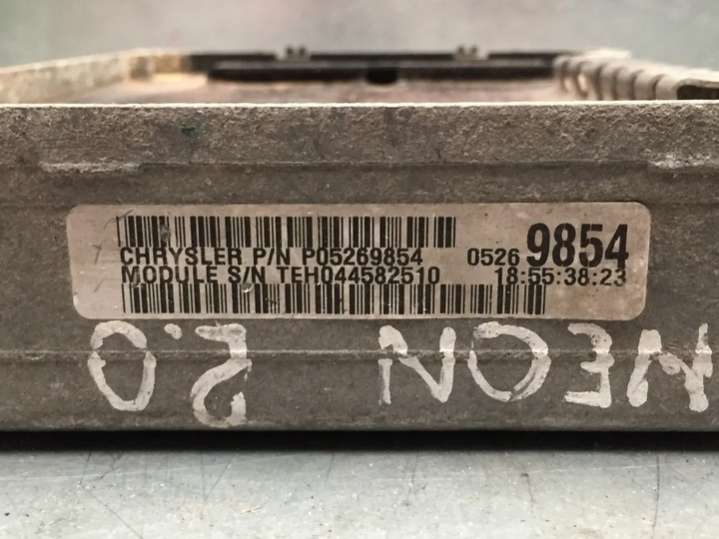 CHRYSLER P/N P05269854 0526 9854
MODULE S/N TEH044582510 18:55:38:23
NEON 2.0